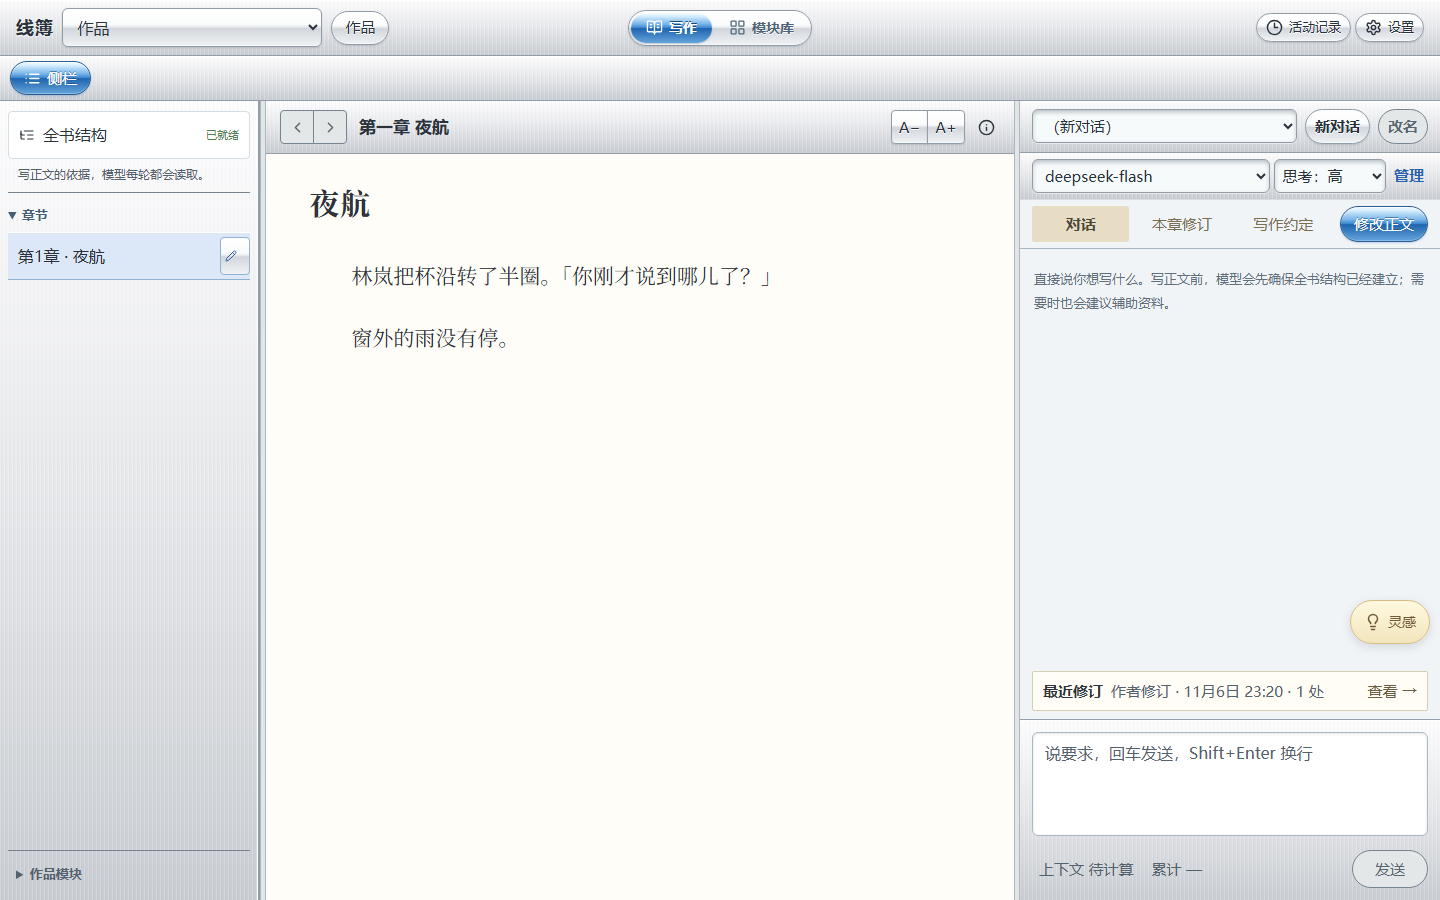 线簿
作品
作品
写作
模块库
活动记录
设置
侧栏
全书结构
已就绪
写正文的依据，模型每轮都会读取。
章节
第1章 · 夜航
作品模块
第一章 夜航
A−
A+
夜航
林岚把杯沿转了半圈。「你刚才说到哪儿了？」
窗外的雨没有停。
（新对话）
新对话
改名
deepseek-flash
思考：高
管理
对话
本章修订
写作约定
修改正文
直接说你想写什么。写正文前，模型会先确保全书结构已经建立；需
要时也会建议辅助资料。
灵感
最近修订 作者修订 · 11月6日 23:20 · 1 处
查看 →
说要求，回车发送，Shift+Enter 换行
上下文 待计算
累计 —
发送